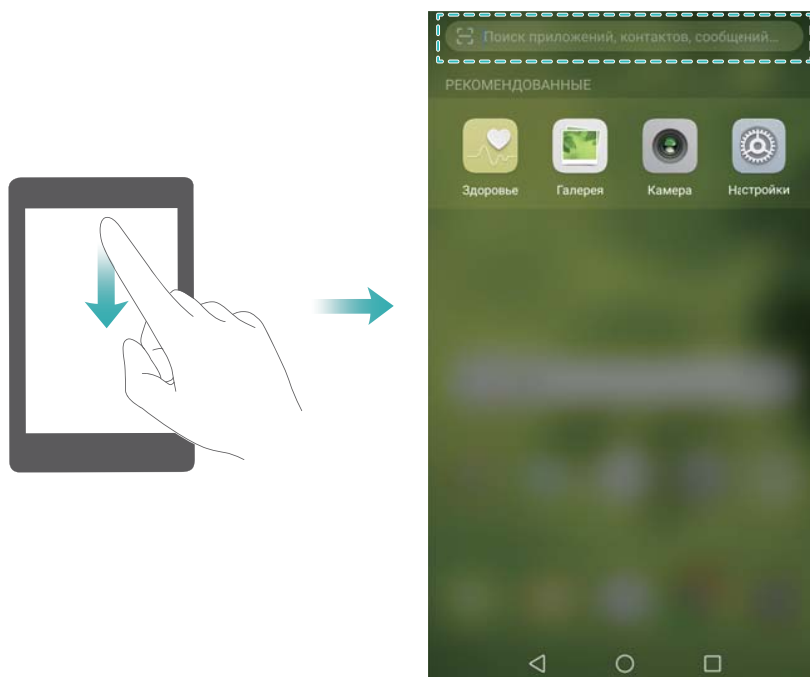 Поиск приложений, контактов, сообщений...
РЕКОМЕНДОВАННЫЕ
Здоровье Галерея Камера Настройки